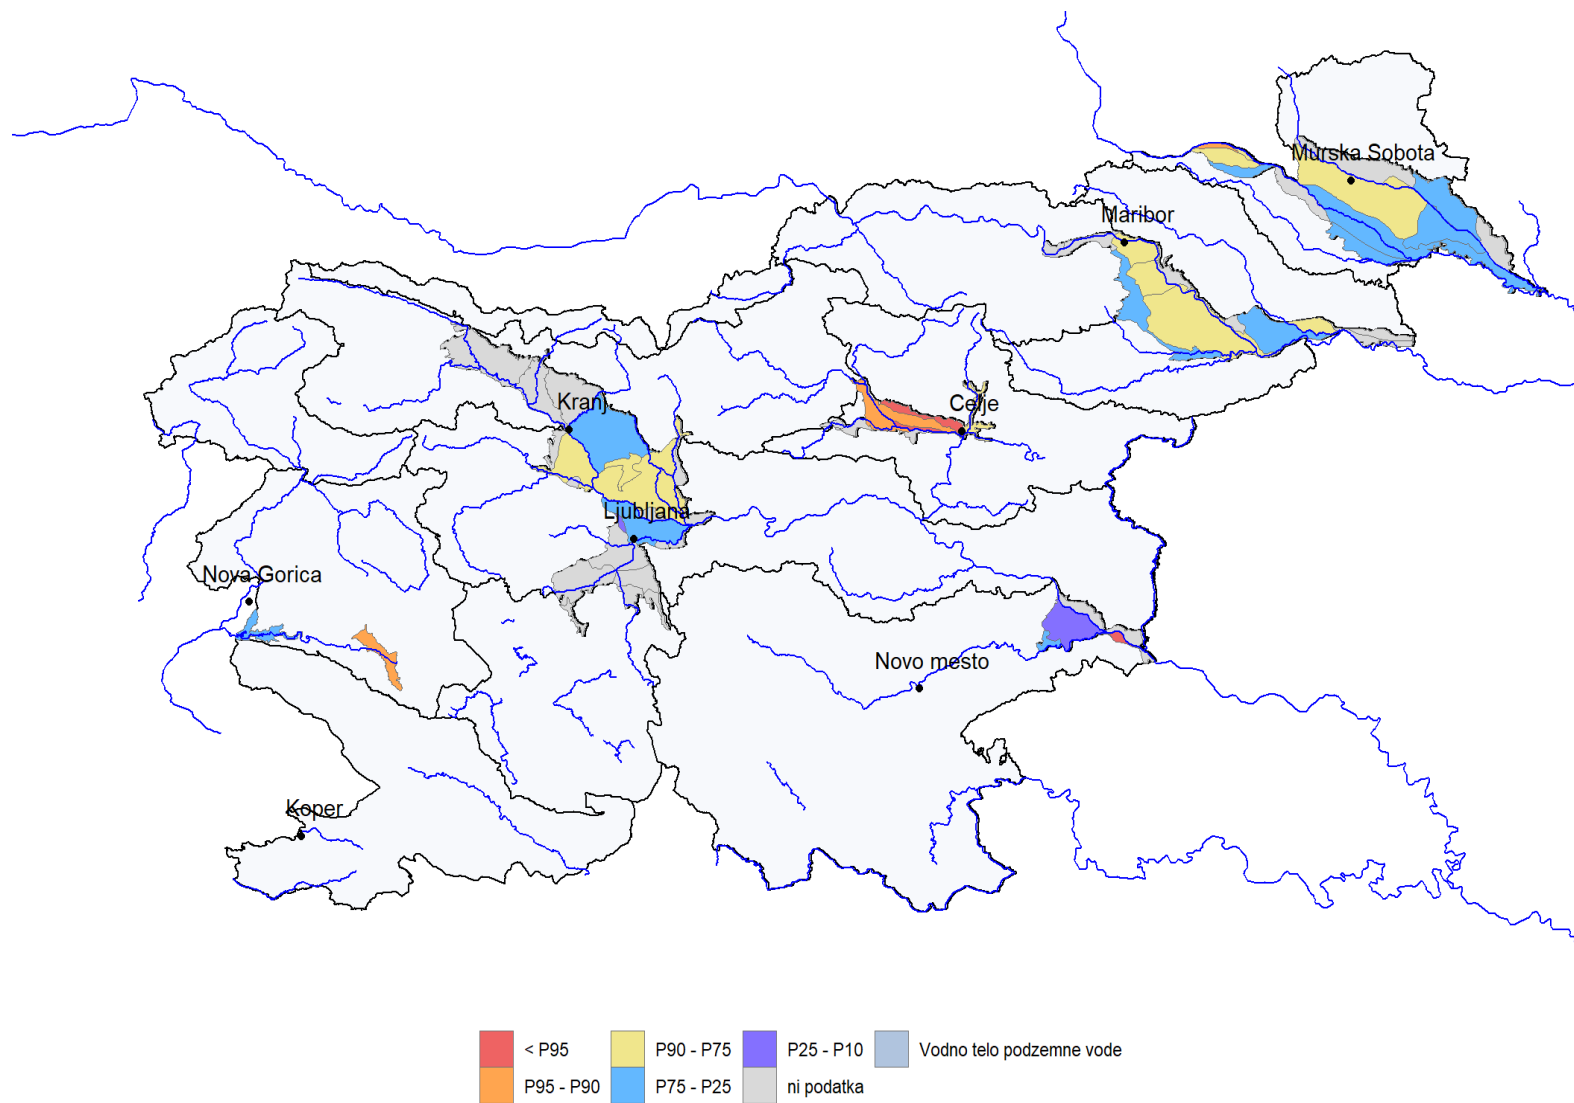 Murska Sobota
Maribor
Kranj
Celje
Ljubljana
Nova Gorica
Novo mesto
Koper
< P95
P90 - P75
P25 - P10
Vodno telo podzemne vode
P95 - P90
P75 - P25
ni podatka